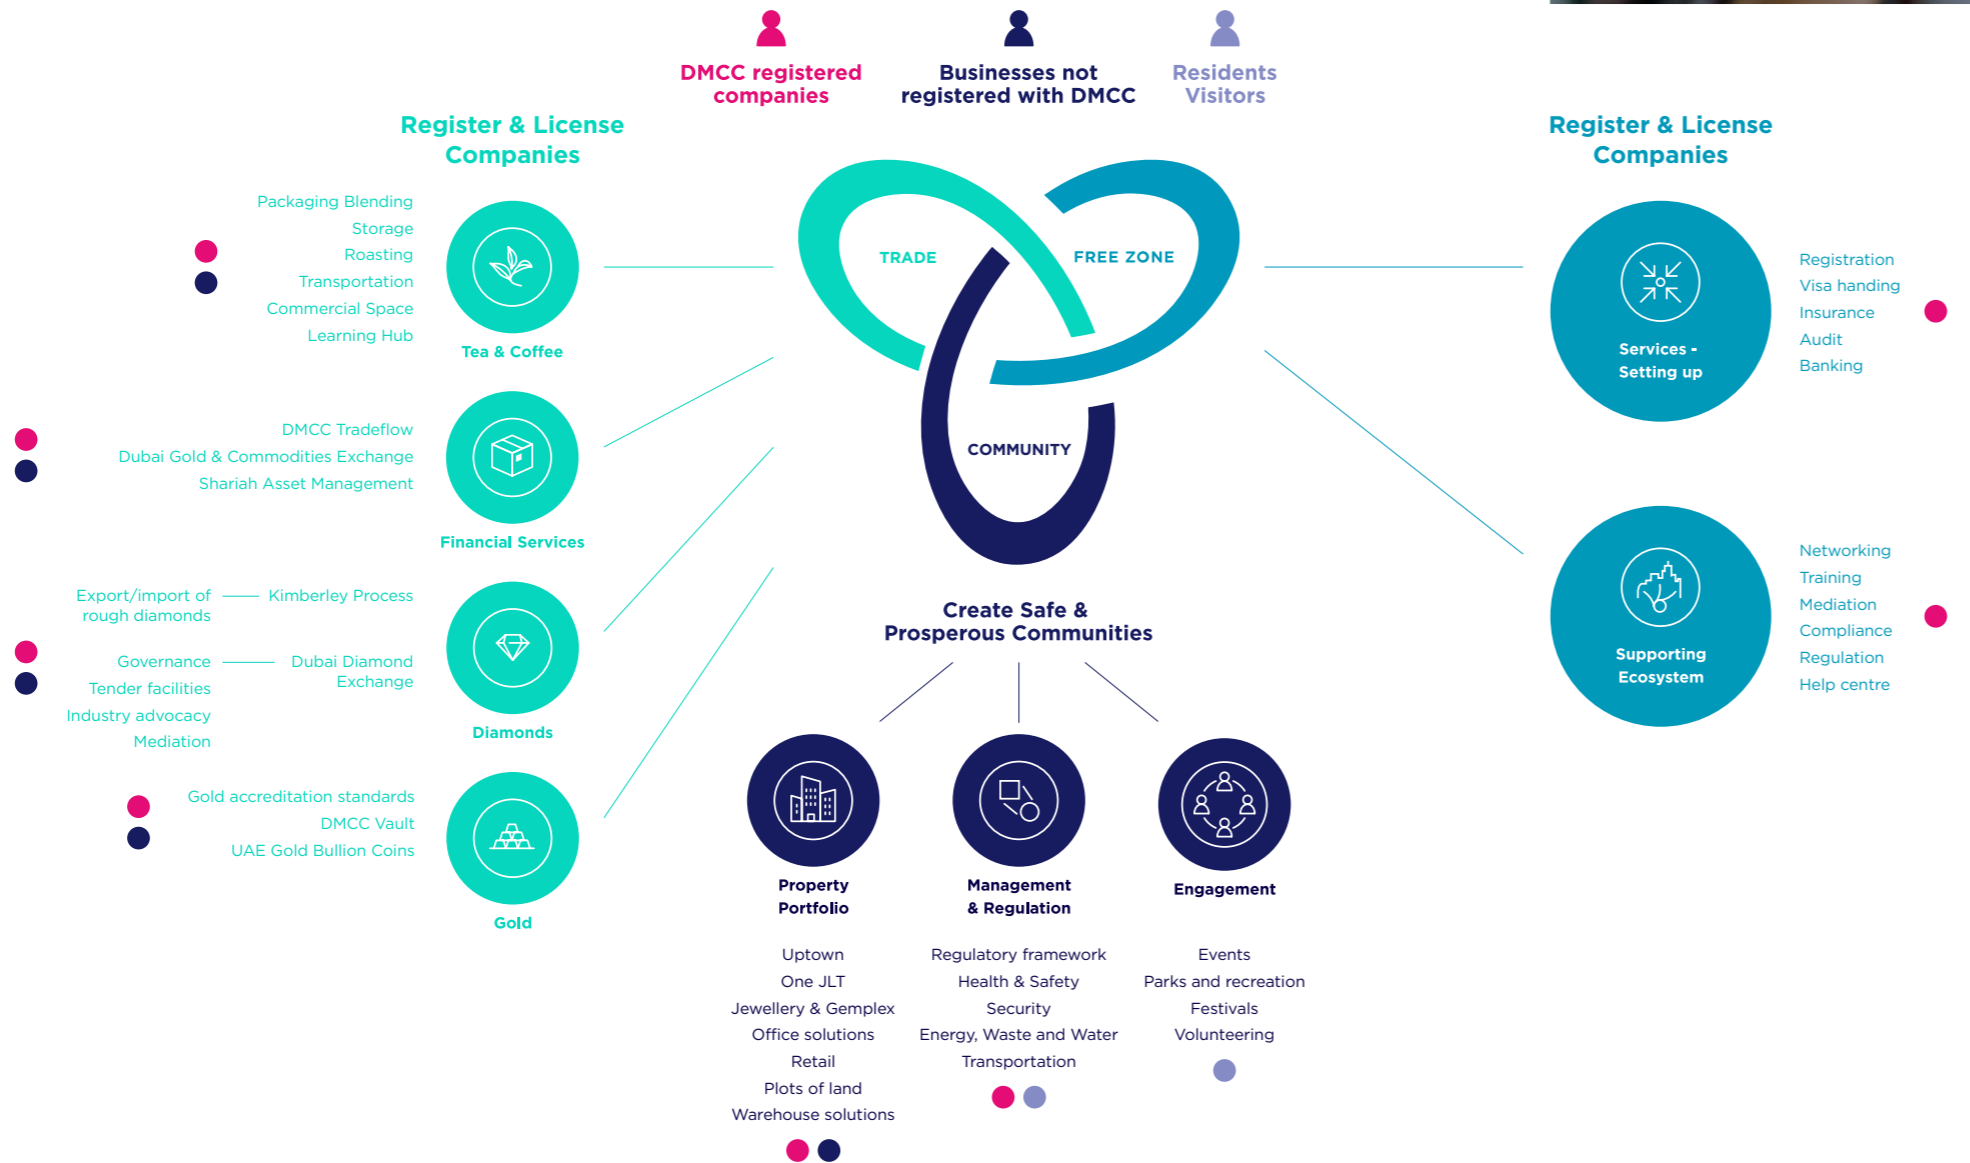 DMCC registered
companies
Businesses not
registered with DMCC
Residents
Visitors
Register & License
Companies
Packaging Blending
Storage
Roasting
Transportation
Commercial Space
Learning Hub
Tea & Coffee
DMCC Tradeflow
Dubai Gold & Commodities Exchange
Shariah Asset Management
Financial Services
Export/import of
rough diamonds
Kimberley Process
Governance
Tender facilities
Industry advocacy
Mediation
Dubai Diamond
Exchange
Diamonds
Gold accreditation standards
DMCC Vault
UAE Gold Bullion Coins
Gold
TRADE
FREE ZONE
COMMUNITY
Create Safe &
Prosperous Communities
Property
Portfolio
Uptown
One JLT
Jewellery & Gemplex
Office solutions
Retail
Plots of land
Warehouse solutions
Management
& Regulation
Regulatory framework
Health & Safety
Security
Energy, Waste and Water
Transportation
Engagement
Events
Parks and recreation
Festivals
Volunteering
Register & License
Companies
Services -
Setting up
Registration
Visa handing
Insurance
Audit
Banking
Supporting
Ecosystem
Networking
Training
Mediation
Compliance
Regulation
Help centre